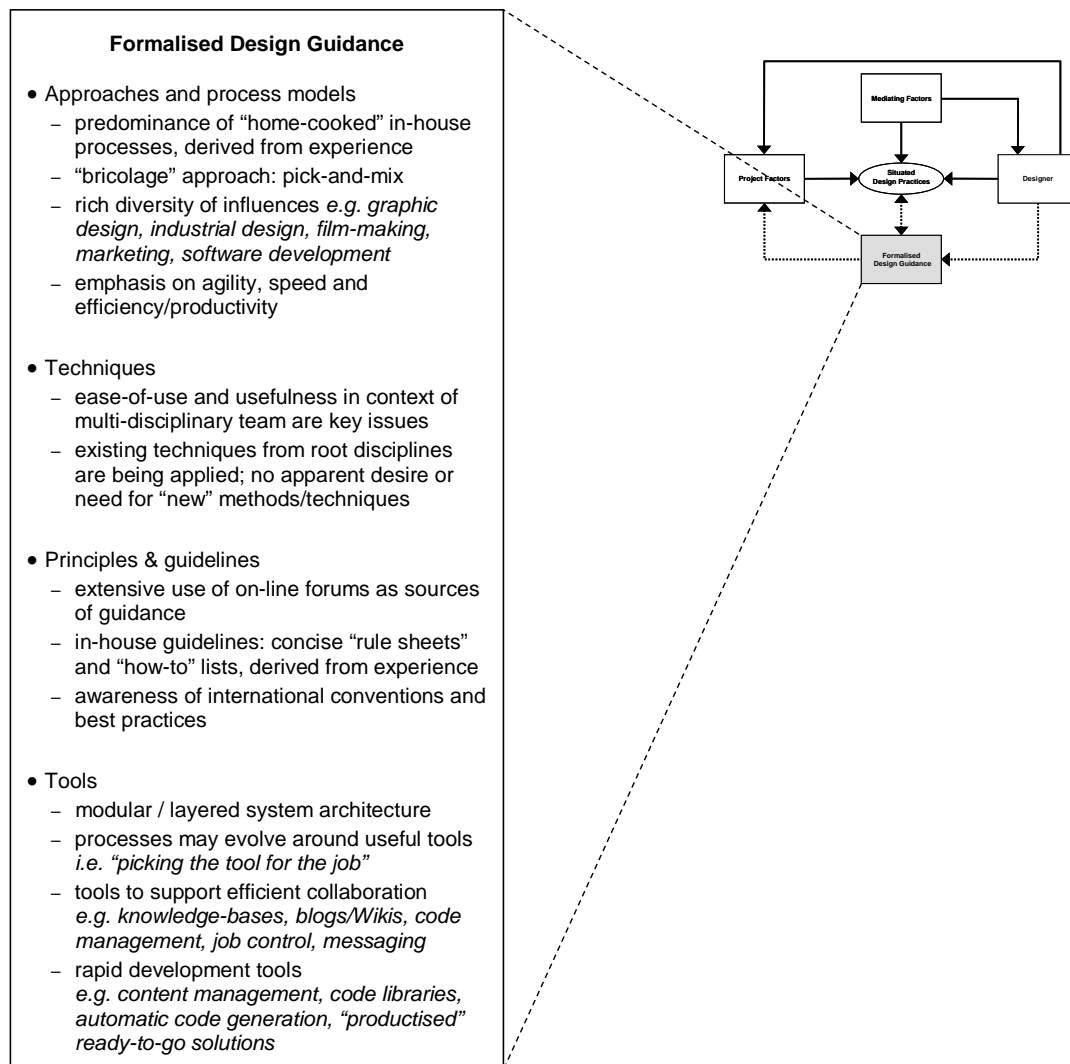 Formalised Design Guidance
• Approaches and process models
– predominance of “home-cooked” in-house
processes, derived from experience
– “bricolage” approach: pick-and-mix
– rich diversity of influences e.g. graphic
design, industrial design, film-making,
marketing, software development
– emphasis on agility, speed and
efficiency/productivity
• Techniques
– ease-of-use and usefulness in context of
multi-disciplinary team are key issues
– existing techniques from root disciplines
are being applied; no apparent desire or
need for “new” methods/techniques
• Principles & guidelines
– extensive use of on-line forums as sources
of guidance
– in-house guidelines: concise “rule sheets”
and “how-to” lists, derived from experience
– awareness of international conventions and
best practices
• Tools
– modular / layered system architecture
– processes may evolve around useful tools
i.e. “picking the tool for the job”
– tools to support efficient collaboration
e.g. knowledge-bases, blogs/Wikis, code
management, job control, messaging
– rapid development tools
e.g. content management, code libraries,
automatic code generation, “productised”
ready-to-go solutions
Mediating Factors
Project Factors
Situated
Design Practices
Designer
Formalised
Design Guidance